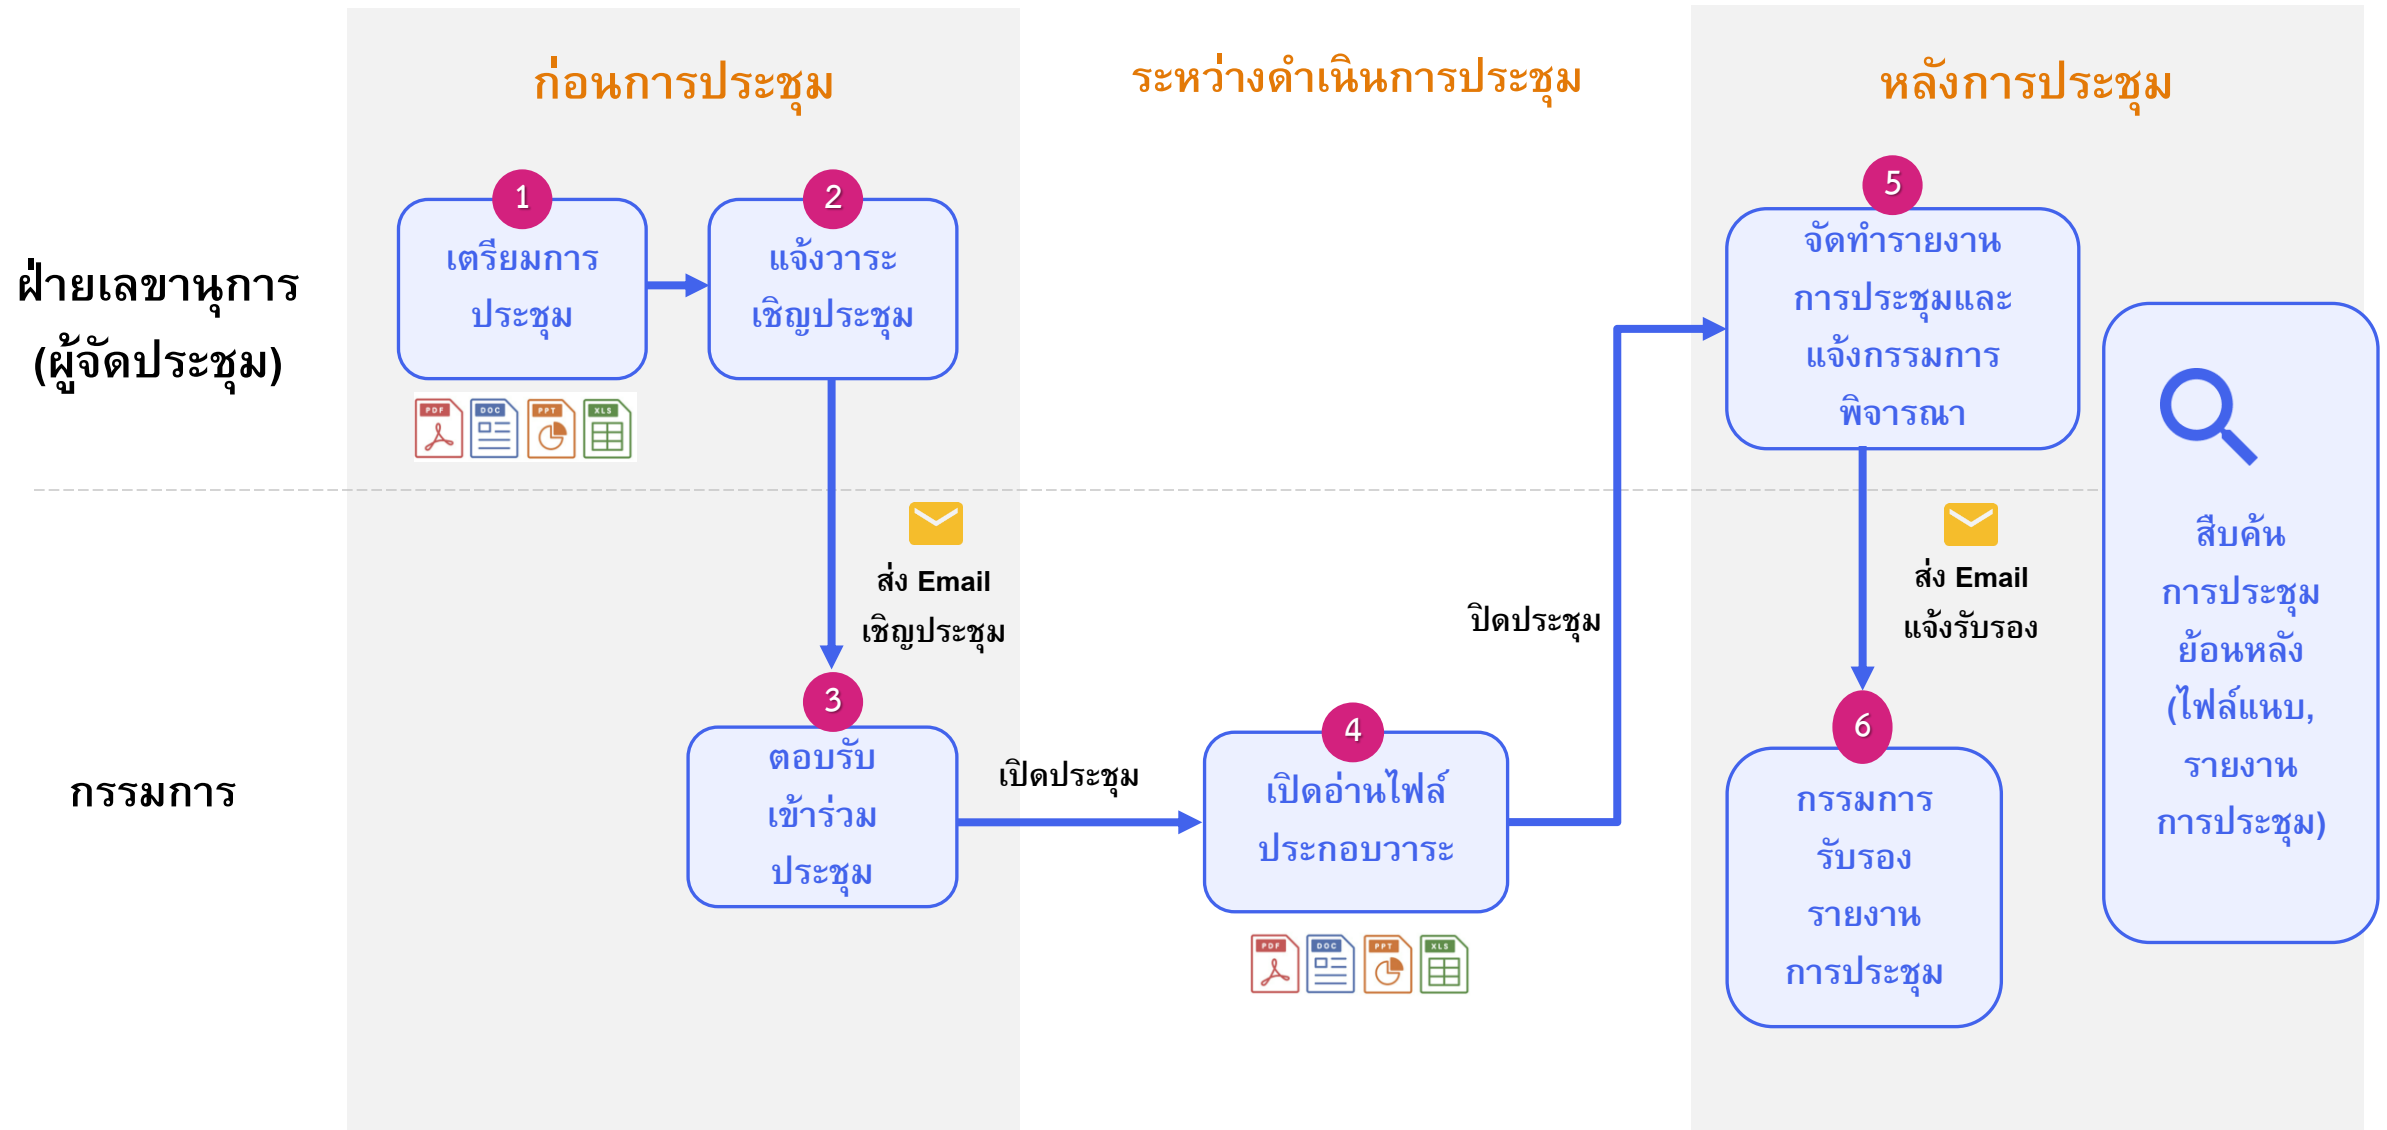 ก่อนการประชุม
ระหว่างดำเนินการประชุม
หลังการประชุม
ฝ่ายเลขานุการ
(ผู้จัดประชุม)
1
เตรียมการ
ประชุม
PDF
DOC
PPT
XLS
2
แจ้งวาระ
เชิญประชุม
ส่ง Email
เชิญประชุม
กรรมการ
3
ตอบรับ
เข้าร่วม
ประชุม
เปิดประชุม
4
เปิดอ่านไฟล์
ประกอบวาระ
PDF
DOC
PPT
XLS
ปิดประชุม
5
จัดทำรายงาน
การประชุมและ
แจ้งกรรมการ
พิจารณา
ส่ง Email
แจ้งรับรอง
6
กรรมการ
รับรอง
รายงาน
การประชุม
สืบค้น
การประชุม
ย้อนหลัง
(ไฟล์แนบ,
รายงาน
การประชุม)